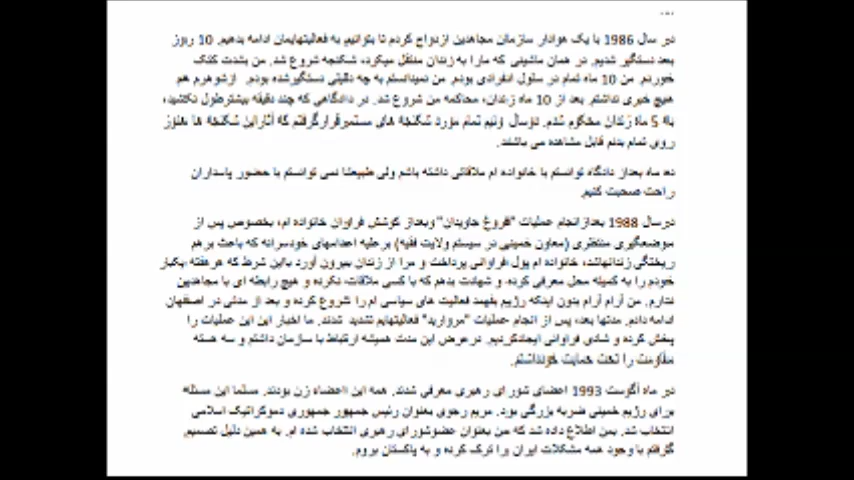 در سال 1986 با یک هوادار سازمان مجاهدین ازدواج کردم تا بتوانیم به فعالیتهایمان ادامه بدهیم. 10 روز
بعد دستگیر شدیم. در همان ماشینی که مارا به زندان منتقل میکرد، شکنجه شروع شد. من بشدت کتک
خوردم. من 10 ماه تمام در سلول انفرادی بودم. من نمیدانستم به چه دلیلی دستگیرشده بودم. ازشوهرم هم
هیچ خبری نداشتم. بعد از 10 ماه زندان، محاکمه من شروع شد. در دادگاهی که چند دقیقه بیشترطول نکشید،
به 5 ماه زندان محکوم شدم. دوسال ونیم تمام مورد شکنجه های مستمرقرارگرفتم که آثاراین شکنجه ها هنوز
روی تمام بدنم قابل مشاهده می باشند.
ده ماه بعداز دادگاه توانستم با خانواده ام ملاقاتی داشته باشم ولی طبیعتا نمی توانستم با حضور پاسداران
راحت صحبت کنیم.
درسال 1988 بعدازانجام عملیات "فروغ جاویدان" وبعداز کوشش فراوان خانواده ام، بخصوص پس از
موضعگیری منتظری (معاون خمینی در سیستم ولایت فقیه) برعلیه اعدامهای خودسرانه که باعث برهم
ریختگی زندانهاشد، خانواده ام پول فراوانی پرداخت و مرا از زندان بیرون آورد بااین شرط که هرهفته یکبار
خودم را به کمیته محل معرفی کرده و شهادت بدهم که با کسی ملاقات نکرده و هیچ رابطه ای با مجاهدین
ندارم. من آرام آرام بدون اینکه رژیم بفهمد فعالیت های سیاسی ام را شروع کرده و بعد از مدتی در اصفهان
ادامه دادم. مدتها بعد، پس از انجام عملیات "مروارید" فعالیتهایم تشدید شدند. ما اخبار این این عملیات را
پخش کرده و شادی فراوانی ایجادکردیم. درعرض این مدت همیشه ارتباط با سازمان داشتم و سه هسته
مقاومت را تحت حمایت خودداشتم.
در ماه آگوست 1993 اعضای شورای رهبری معرفی شدند. همه این اعضاء زن بودند. مسلما این مسئله
برای رژیم خمینی ضربه بزرگی بود. مریم رجوی بعنوان رئیس جمهور جمهوری دموکراتیک اسلامی
انتخاب شد. بمن اطلاع داده شد که من بعنوان عضوشورای رهبری انتخاب شده ام. به همین دلیل تصمیم
گرفتم با وجود همه مشکلات ایران را ترک کرده و به پاکستان بروم.